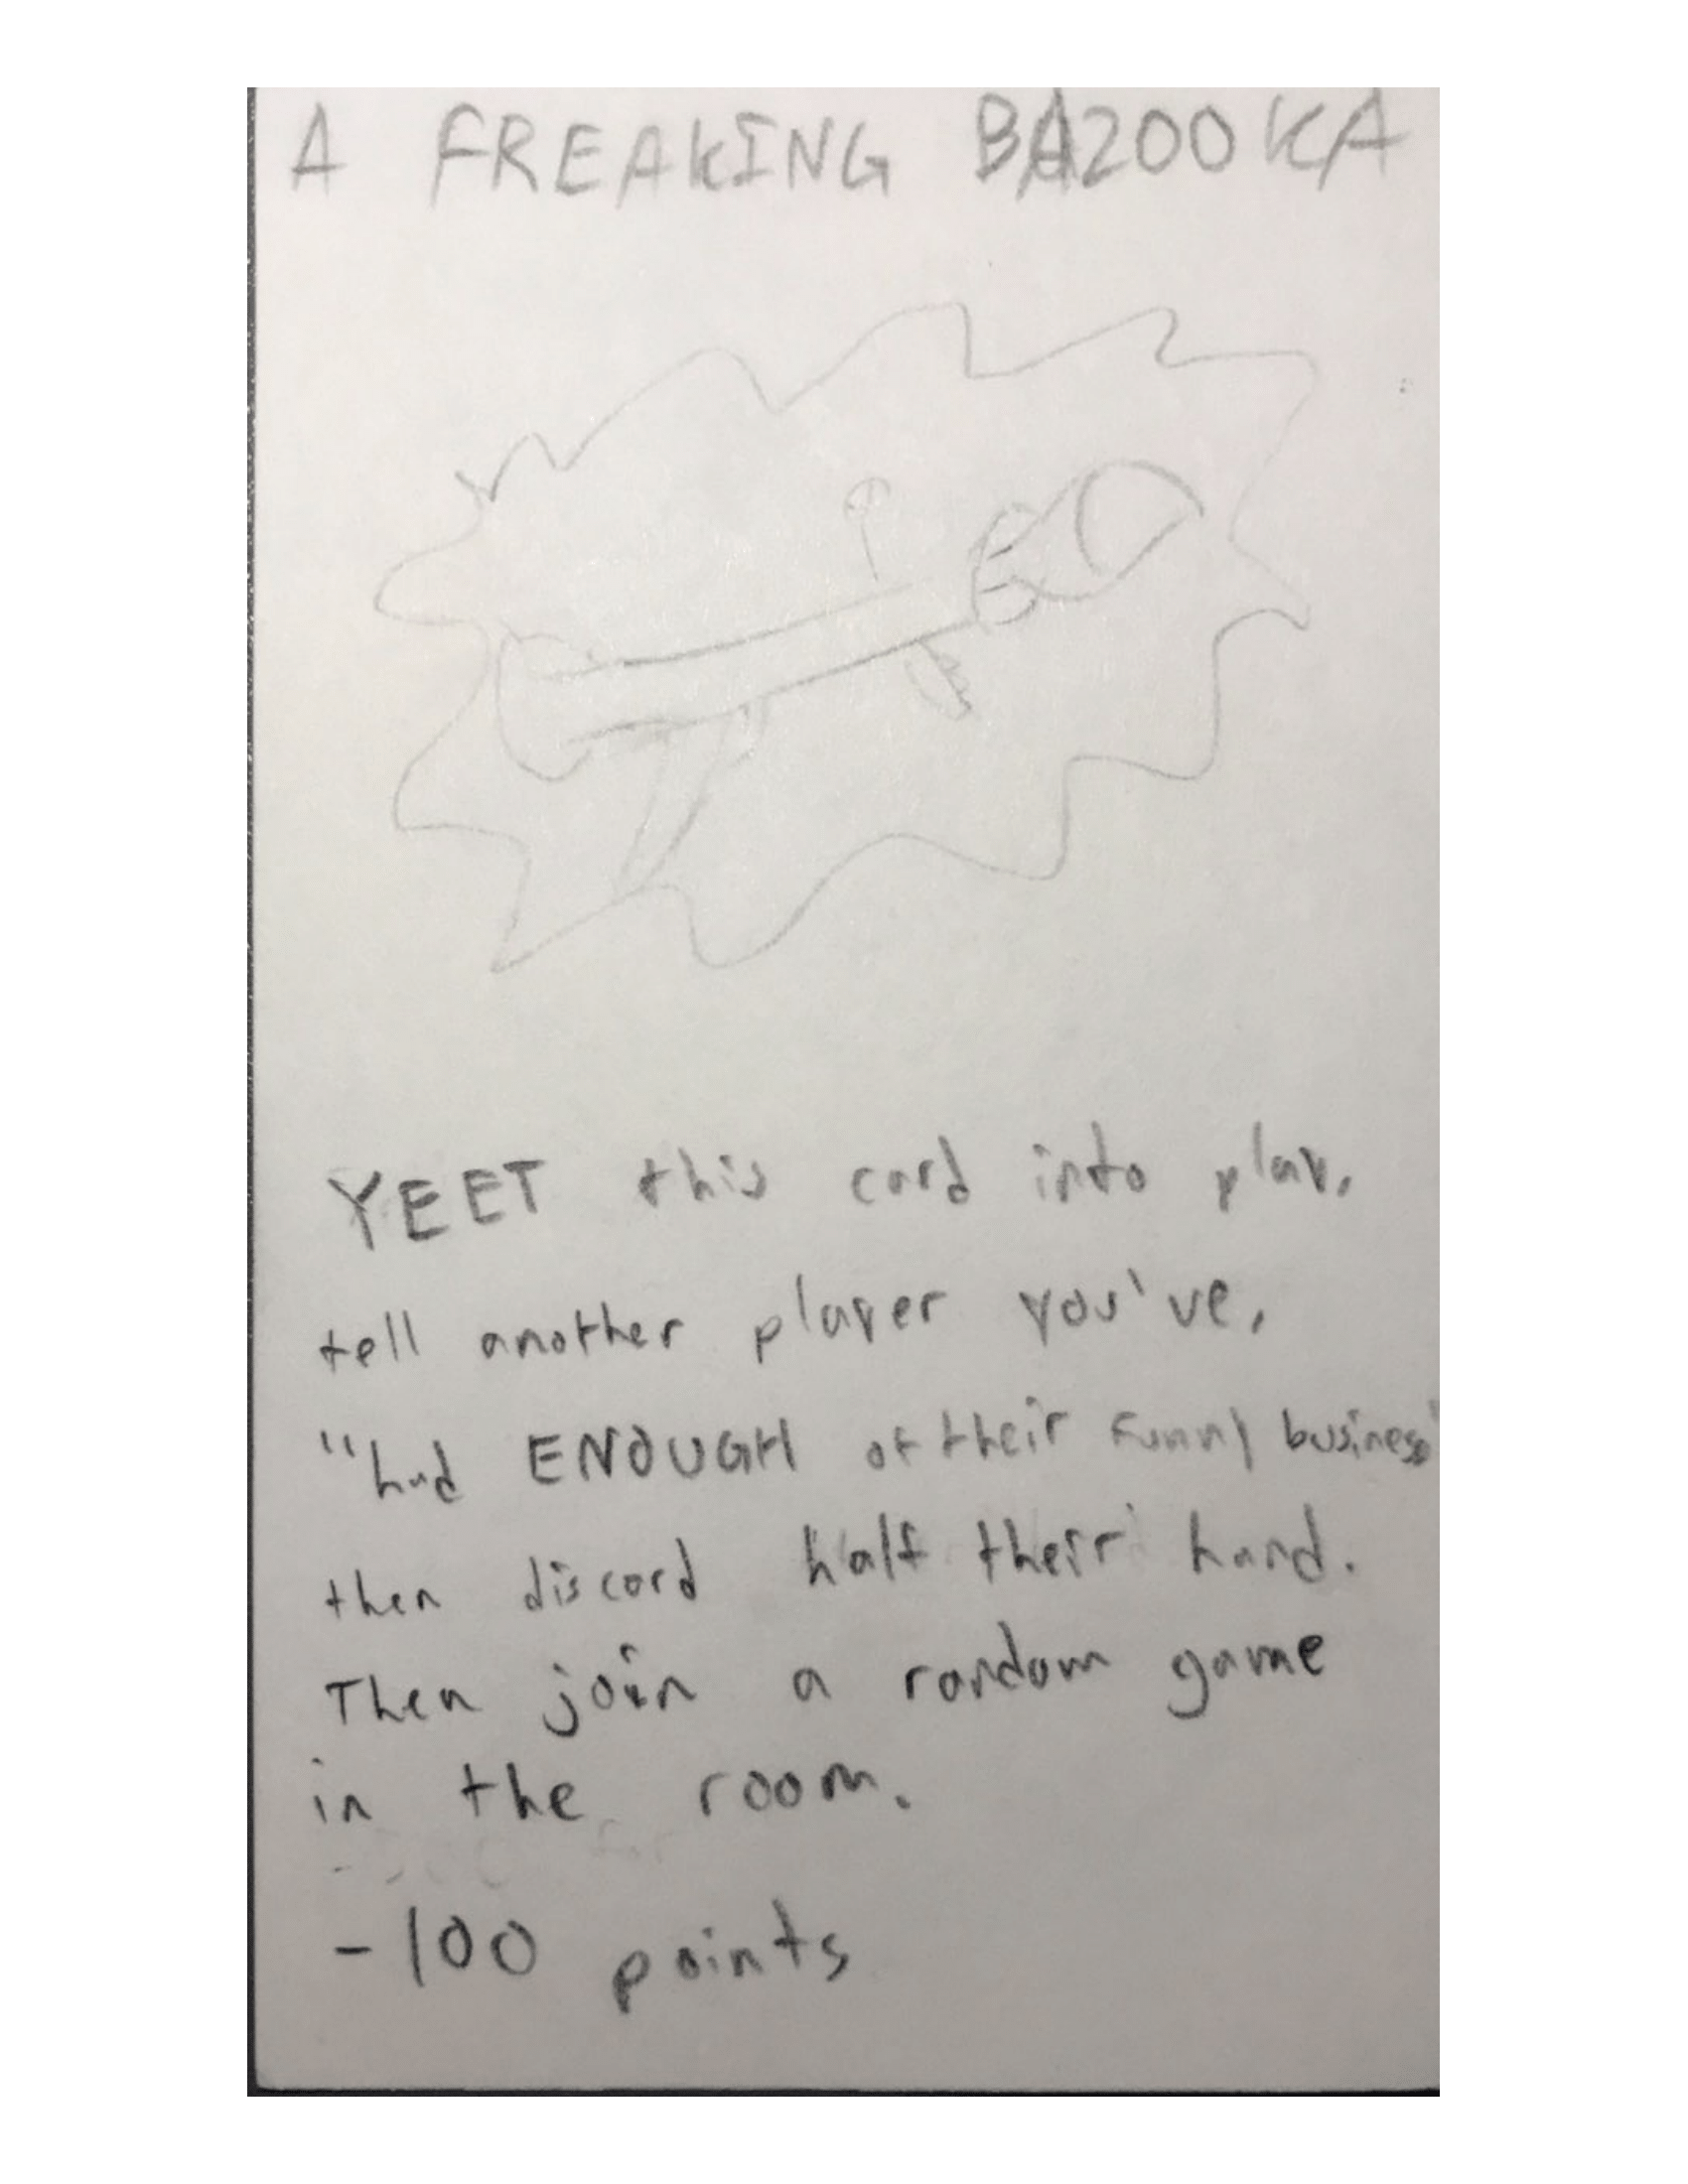 A FREAKING BAZOOKA
YEET this card into play.
tell another player you've,
"had ENOUGH of their funny business"
then discard half their hand.
Then join a random game
in the room.
-100 points